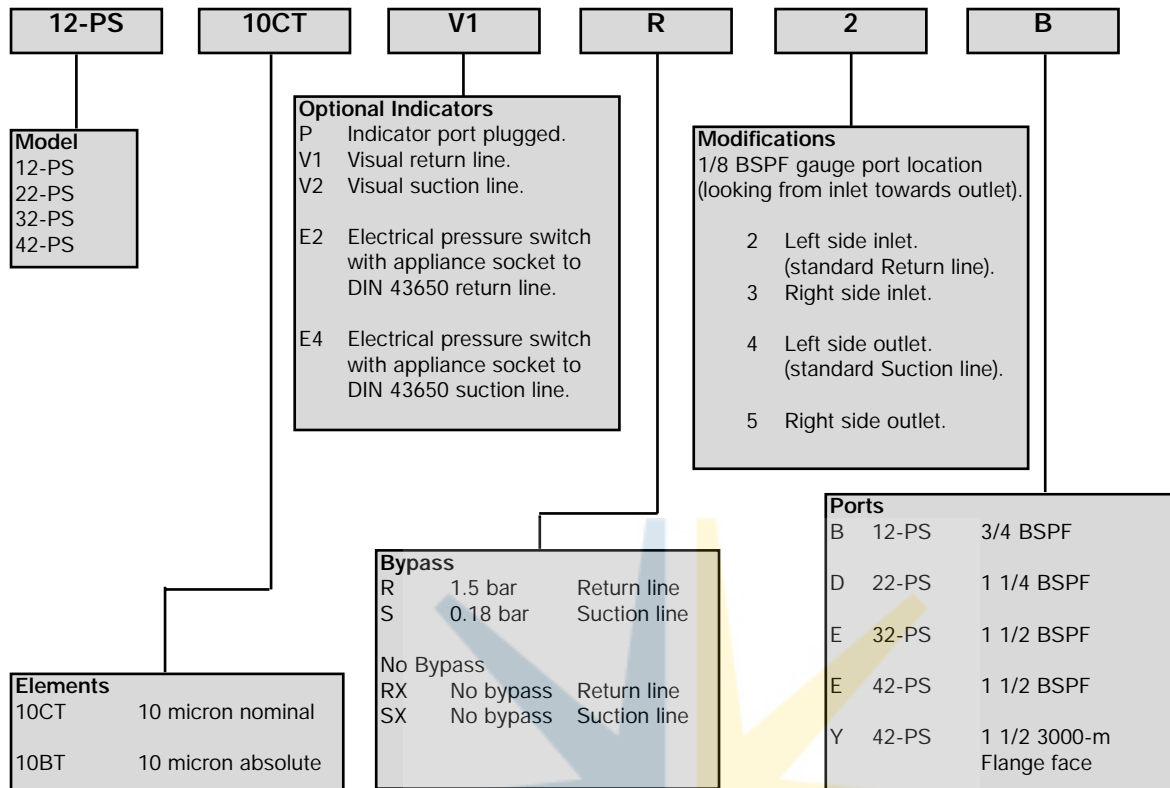 12-PS 10CT V1 R 2 B
Model
12-PS
22-PS
32-PS
42-PS
Optional Indicators
P Indicator port plugged.
V1 Visual return line.
V2 Visual suction line.
E2 Electrical pressure switch
with appliance socket to
DIN 43650 return line.
E4 Electrical pressure switch
with appliance socket to
DIN 43650 suction line.
Modifications
1/8 BSPF gauge port location
(looking from inlet towards outlet).
2 Left side inlet.
(standard Return line).
3 Right side inlet.
4 Left side outlet.
(standard Suction line).
5 Right side outlet.
Elements
10CT 10 micron nominal
10BT 10 micron absolute
Bypass
R 1.5 bar Return line
S 0.18 bar Suction line
No Bypass
RX No bypass Return line
SX No bypass Suction line
Ports
B 12-PS 3/4 BSPF
D 22-PS 1 1/4 BSPF
E 32-PS 1 1/2 BSPF
E 42-PS 1 1/2 BSPF
Y 42-PS 1 1/2 3000-m
Flange face